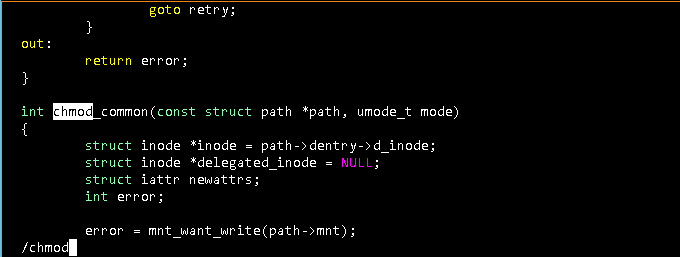 goto retry;
}
out:
return error;
}
int chmod_common(const struct path *path, umode_t mode)
{
struct inode *inode = path->dentry->d_inode;
struct inode *delegated_inode = NULL;
struct iattr newattrs;
int error;
error = mnt_want_write(path->mnt);
/chmod